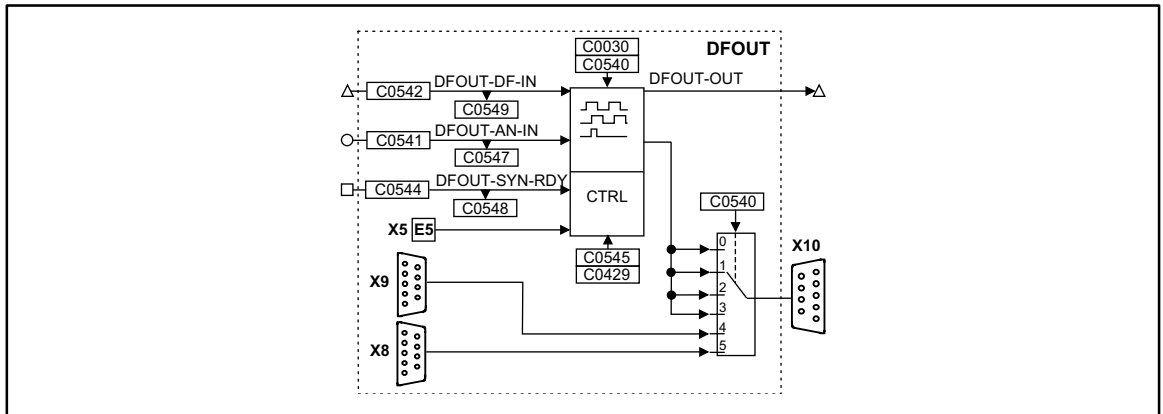 DFOUT
C0030
C0540
DFOUT-OUT
C0542
DFOUT-DF-IN
C0549
C0541
DFOUT-AN-IN
C0547
C0544
DFOUT-SYN-RDY
C0548
CTRL
X5
E5
C0545
C0429
C0540
0
1
2
3
4
5
X10
X9
X8